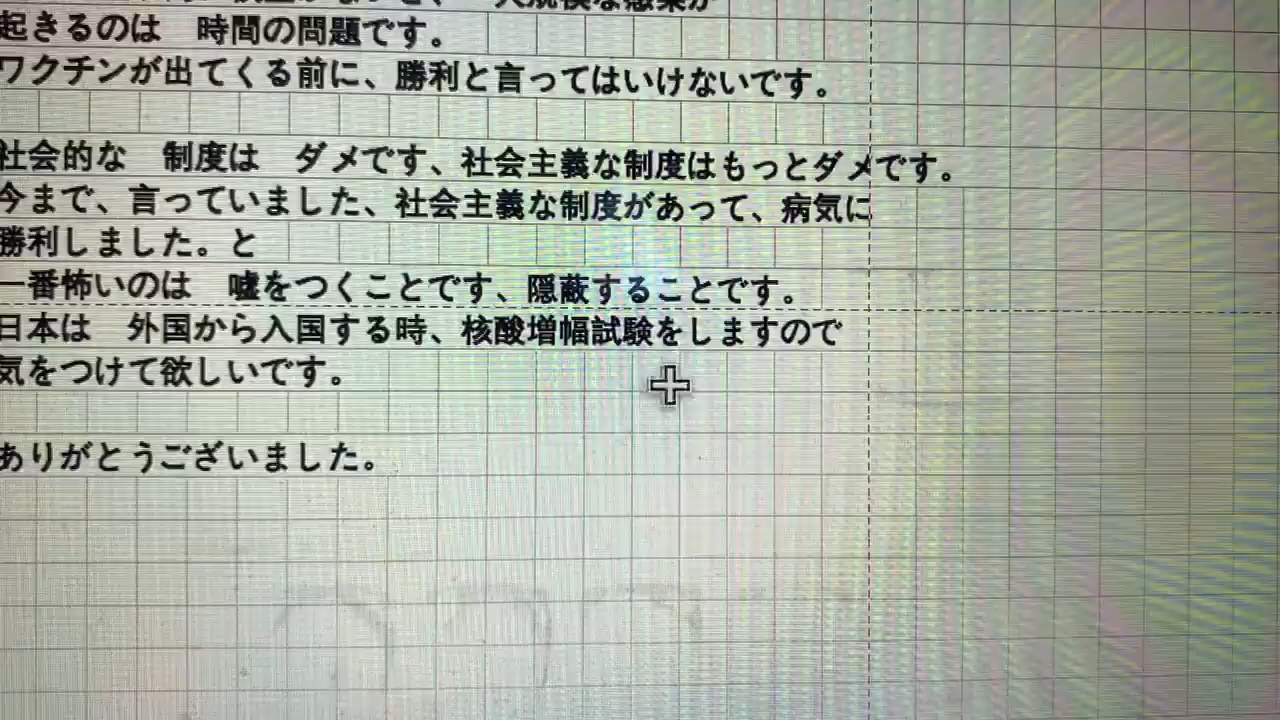 大規模な感染が
起きるのは　時間の問題です。
ワクチンが出てくる前に、勝利と言ってはいけないです。
社会的な　制度は　ダメです、社会主義な制度はもっとダメです。
今まで、言っていました、社会主義な制度があって、病気に
勝利しました。と
一番怖いのは　嘘をつくことです、隠蔽することです。
日本は　外国から入国する時、核酸増幅試験をしますので
気をつけて欲しいです。
ありがとうございました。